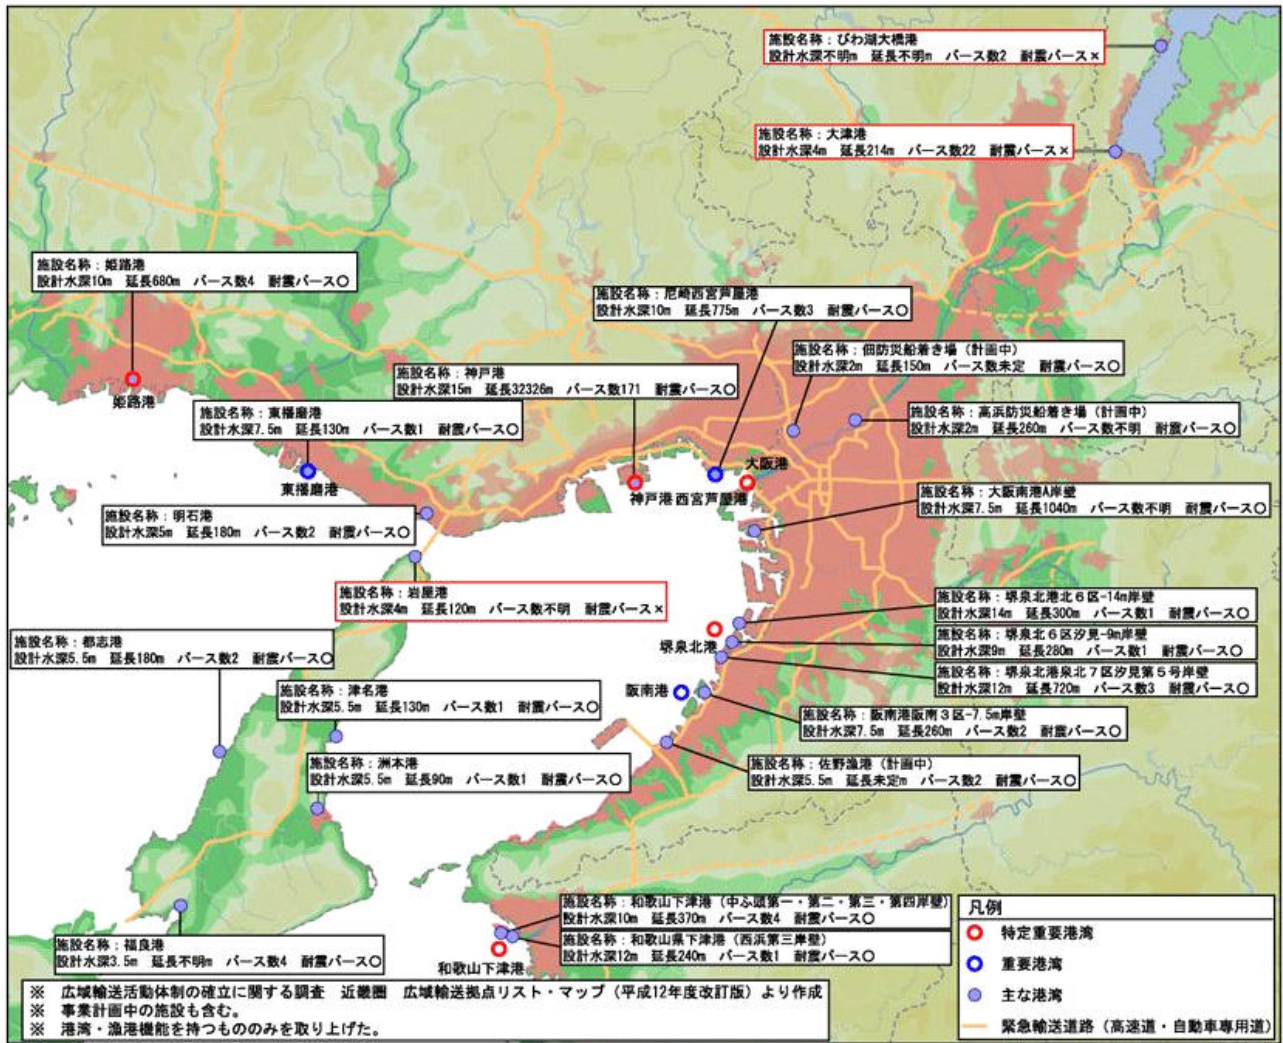 施設名称：びわ湖大橋港
設計水深不明m 延長不明m バース数2 耐震バース×
施設名称：大津港
設計水深4m 延長214m バース数22 耐震バース×
施設名称：姫路港
設計水深10m 延長680m バース数4 耐震バース○
施設名称：尼崎西宮芦屋港
設計水深10m 延長775m バース数3 耐震バース○
施設名称：佃防災船着き場（計画中）
設計水深2m 延長150m バース数未定 耐震バース○
施設名称：神戸港
設計水深15m 延長32326m バース数171 耐震バース○
姫路港
施設名称：東播磨港
設計水深7.5m 延長130m バース数1 耐震バース○
施設名称：高浜防災船着き場（計画中）
設計水深2m 延長260m バース数不明 耐震バース○
大阪港
東播磨港
神戸港
西宮芦屋港
施設名称：大阪南港A岸壁
設計水深7.5m 延長1040m バース数不明 耐震バース○
施設名称：明石港
設計水深5m 延長180m バース数2 耐震バース○
施設名称：岩屋港
設計水深4m 延長120m バース数不明 耐震バース×
施設名称：堺泉北港北６区-14m岸壁
設計水深14m 延長300m バース数1 耐震バース○
施設名称：堺泉北６区汐見-9m岸壁
設計水深9m 延長280m バース数1 耐震バース○
施設名称：都志港
設計水深5.5m 延長180m バース数2 耐震バース○
堺泉北港
施設名称：堺泉北港泉北７区汐見第５号岸壁
設計水深12m 延長720m バース数3 耐震バース○
施設名称：津名港
設計水深5.5m 延長130m バース数1 耐震バース○
阪南港
施設名称：阪南港阪南３区-7.5m岸壁
設計水深7.5m 延長260m バース数2 耐震バース○
施設名称：洲本港
設計水深5.5m 延長90m バース数1 耐震バース○
施設名称：佐野漁港（計画中）
設計水深5.5m 延長未定m バース数2 耐震バース○
施設名称：和歌山下津港（中ふ頭第一・第二・第三・第四岸壁）
設計水深10m 延長370m バース数4 耐震バース○
施設名称：和歌山県下津港（西浜第三岸壁）
設計水深12m 延長240m バース数1 耐震バース○
施設名称：福良港
設計水深3.5m 延長不明m バース数4 耐震バース○
和歌山下津港
凡例
特定重要港湾
重要港湾
主な港湾
緊急輸送道路（高速道・自動車専用道）
※ 広域輸送活動体制の確立に関する調査 近畿圏 広域輸送拠点リスト・マップ（平成12年度改訂版）より作成
※ 事業計画中の施設も含む。
※ 港湾・漁港機能を持つもののみを取り上げた。